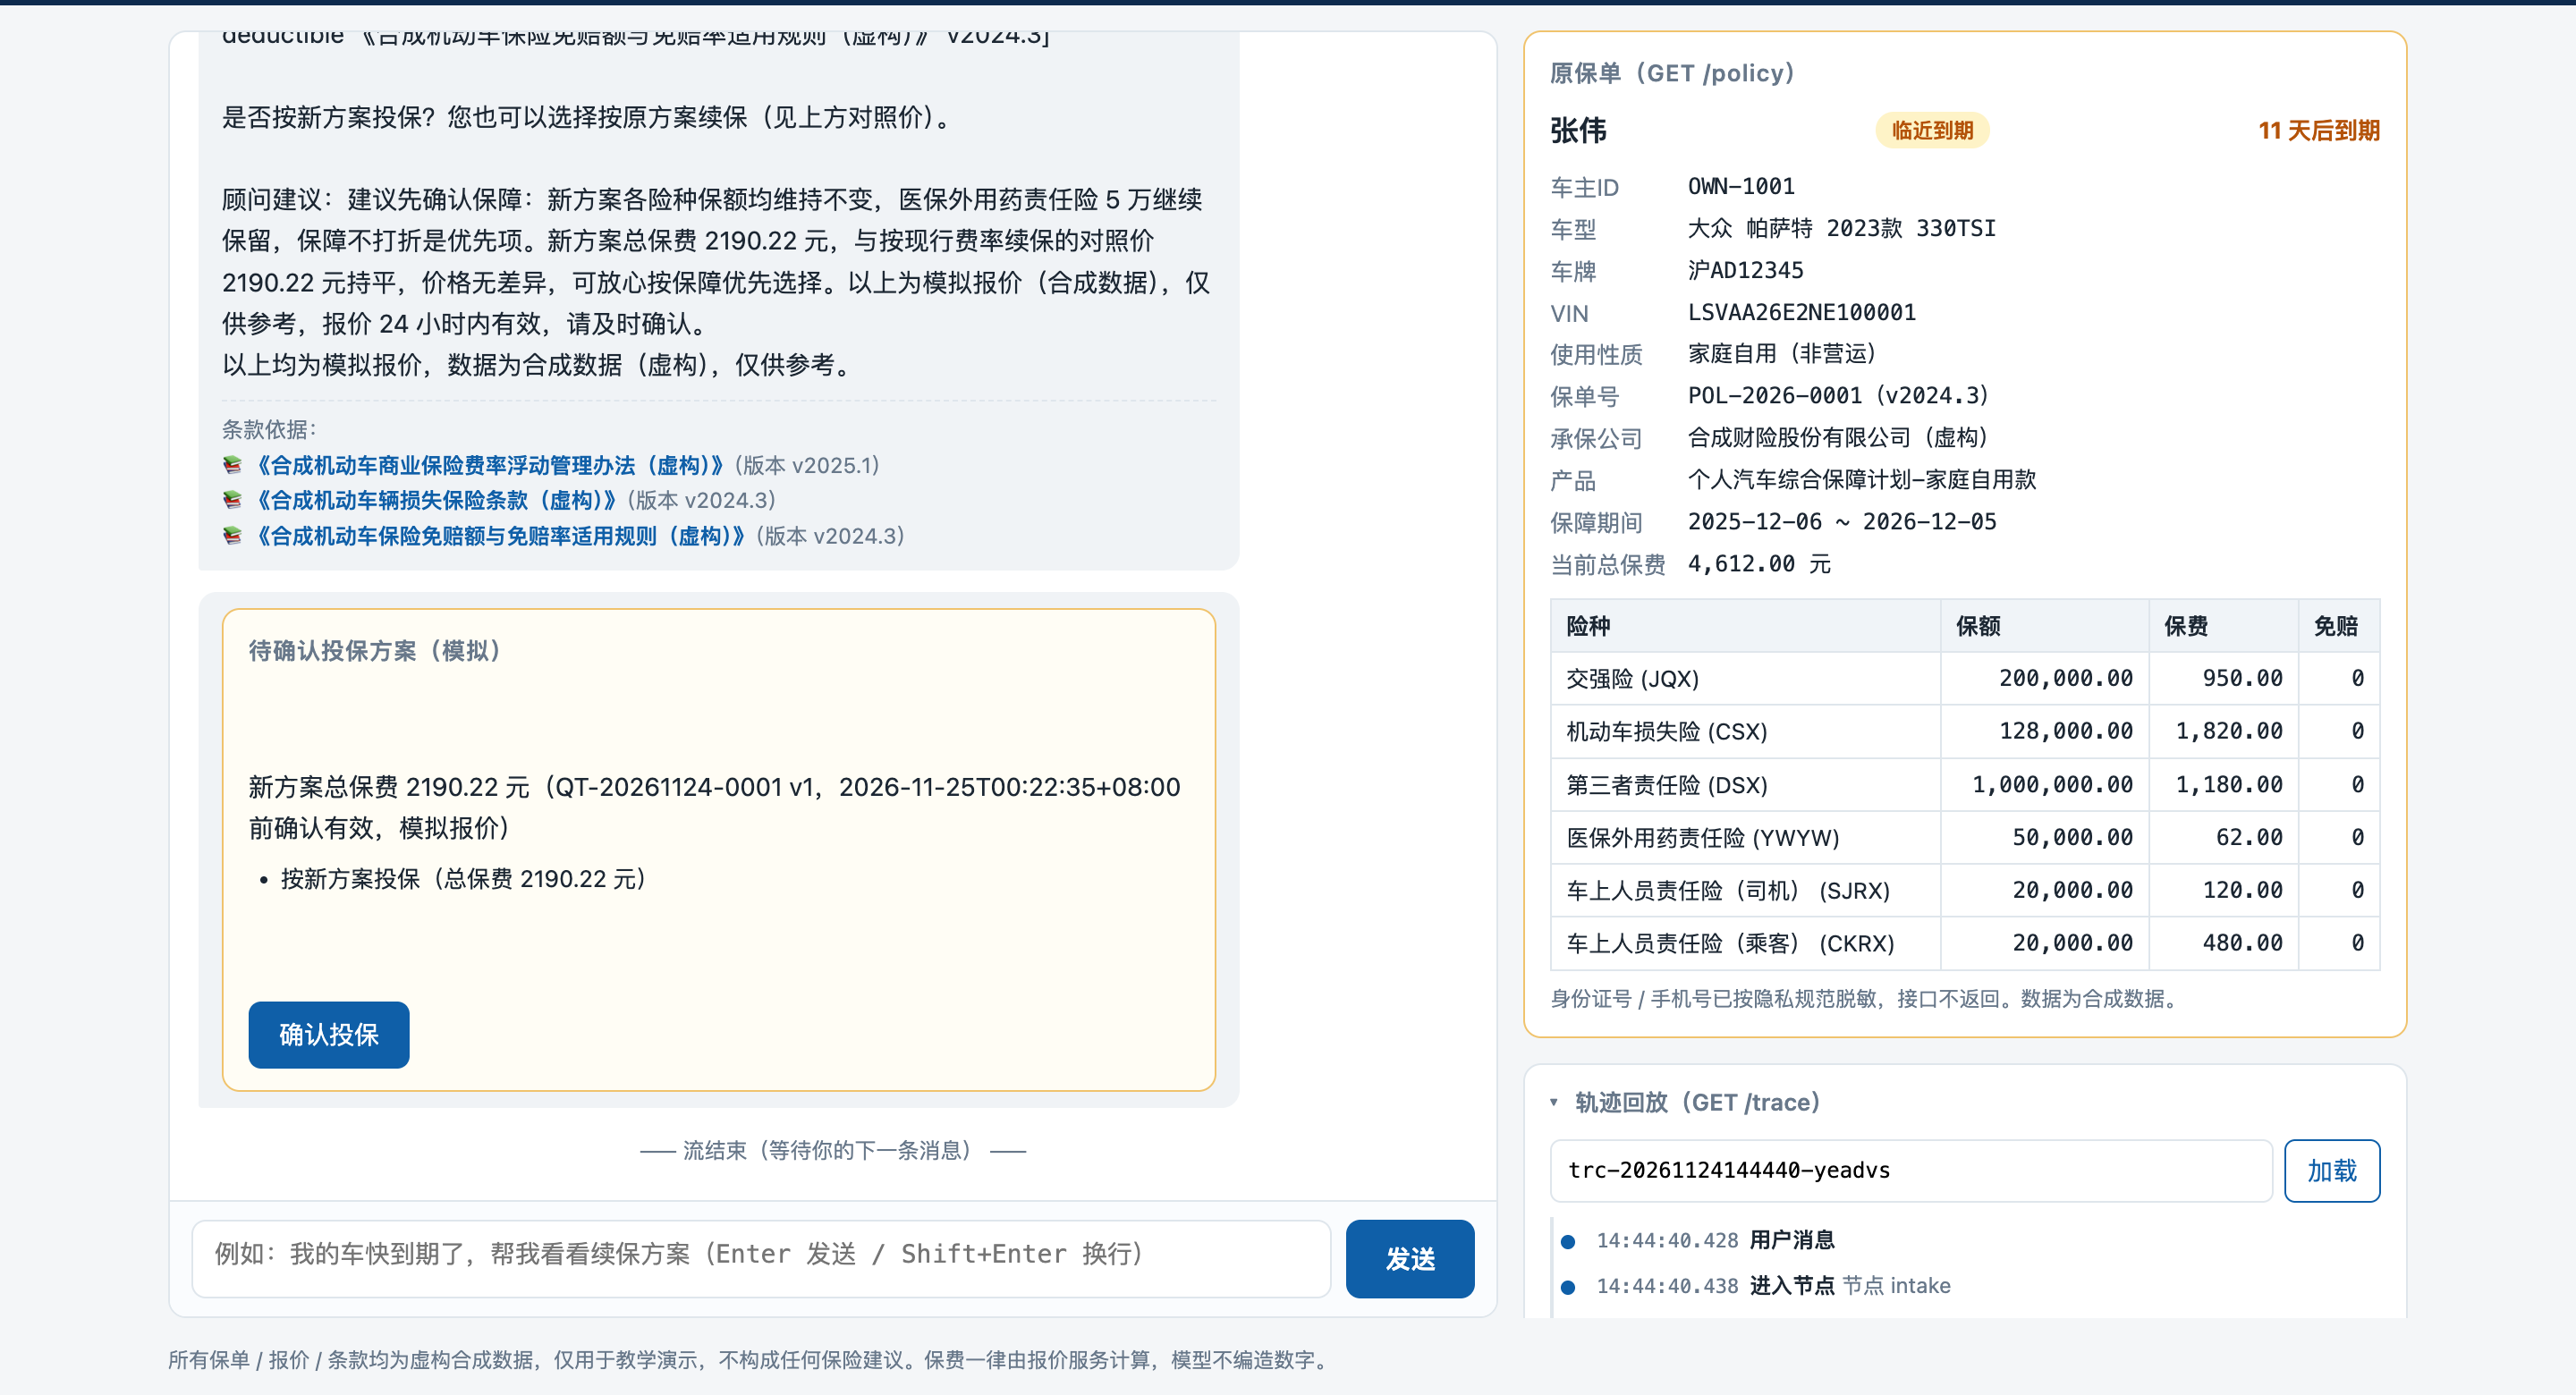 deductible 《合成机动车保险免赔额与免赔率适用规则（虚构）》 v2024.3]
是否按新方案投保？您也可以选择按原方案续保（见上方对照价）。
顾问建议：建议先确认保障：新方案各险种保额均维持不变，医保外用药责任险 5 万继续
保留，保障不打折是优先项。新方案总保费 2190.22 元，与按现行费率续保的对照价
2190.22 元持平，价格无差异，可放心按保障优先选择。以上为模拟报价（合成数据），仅
供参考，报价 24 小时内有效，请及时确认。
以上均为模拟报价，数据为合成数据（虚构），仅供参考。
条款依据：
《合成机动车商业保险费率浮动管理办法（虚构）》（版本 v2025.1）
《合成机动车辆损失保险条款（虚构）》（版本 v2024.3）
《合成机动车保险免赔额与免赔率适用规则（虚构）》（版本 v2024.3）
待确认投保方案（模拟）
新方案总保费 2190.22 元（QT-20261124-0001 v1，2026-11-25T00:22:35+08:00
前确认有效，模拟报价）
• 按新方案投保（总保费 2190.22 元）
确认投保
—— 流结束（等待你的下一条消息） ——
例如：我的车快到期了，帮我看看续保方案（Enter 发送 / Shift+Enter 换行）
发送
原保单（GET /policy）
张伟 临近到期 11 天后到期
车主ID OWN-1001
车型 大众 帕萨特 2023款 330TSI
车牌 沪AD12345
VIN LSVAA26E2NE100001
使用性质 家庭自用（非营运）
保单号 POL-2026-0001（v2024.3）
承保公司 合成财险股份有限公司（虚构）
产品 个人汽车综合保障计划-家庭自用款
保障期间 2025-12-06 ~ 2026-12-05
当前总保费 4,612.00 元
险种 保额 保费 免赔
交强险 (JQX) 200,000.00 950.00 0
机动车损失险 (CSX) 128,000.00 1,820.00 0
第三者责任险 (DSX) 1,000,000.00 1,180.00 0
医保外用药责任险 (YWYW) 50,000.00 62.00 0
车上人员责任险（司机） (SJRX) 20,000.00 120.00 0
车上人员责任险（乘客） (CKRX) 20,000.00 480.00 0
身份证号 / 手机号已按隐私规范脱敏，接口不返回。数据为合成数据。
▾ 轨迹回放（GET /trace）
trc-20261124144440-yeadvs 加载
14:44:40.428 用户消息
14:44:40.438 进入节点 节点 intake
所有保单 / 报价 / 条款均为虚构合成数据，仅用于教学演示，不构成任何保险建议。保费一律由报价服务计算，模型不编造数字。